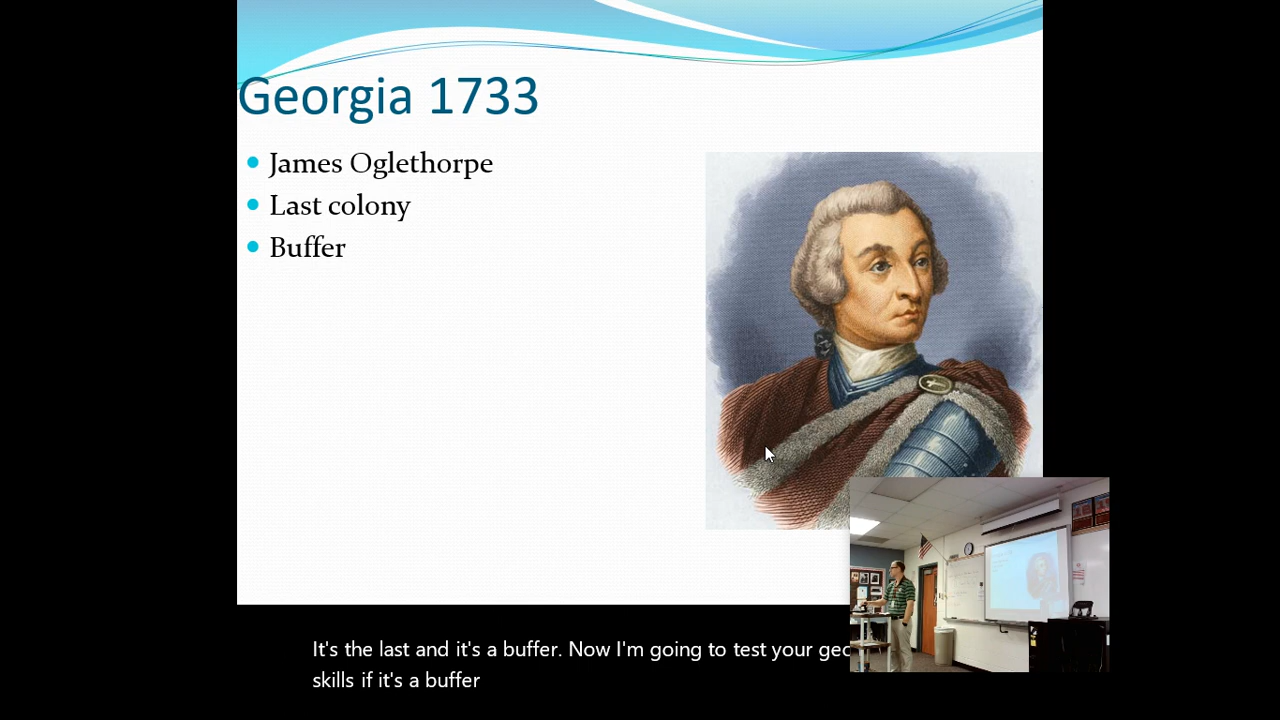 Georgia 1733
James Oglethorpe
Last colony
Buffer
It's the last and it's a buffer. Now I'm going to test your
skills if it's a buffer